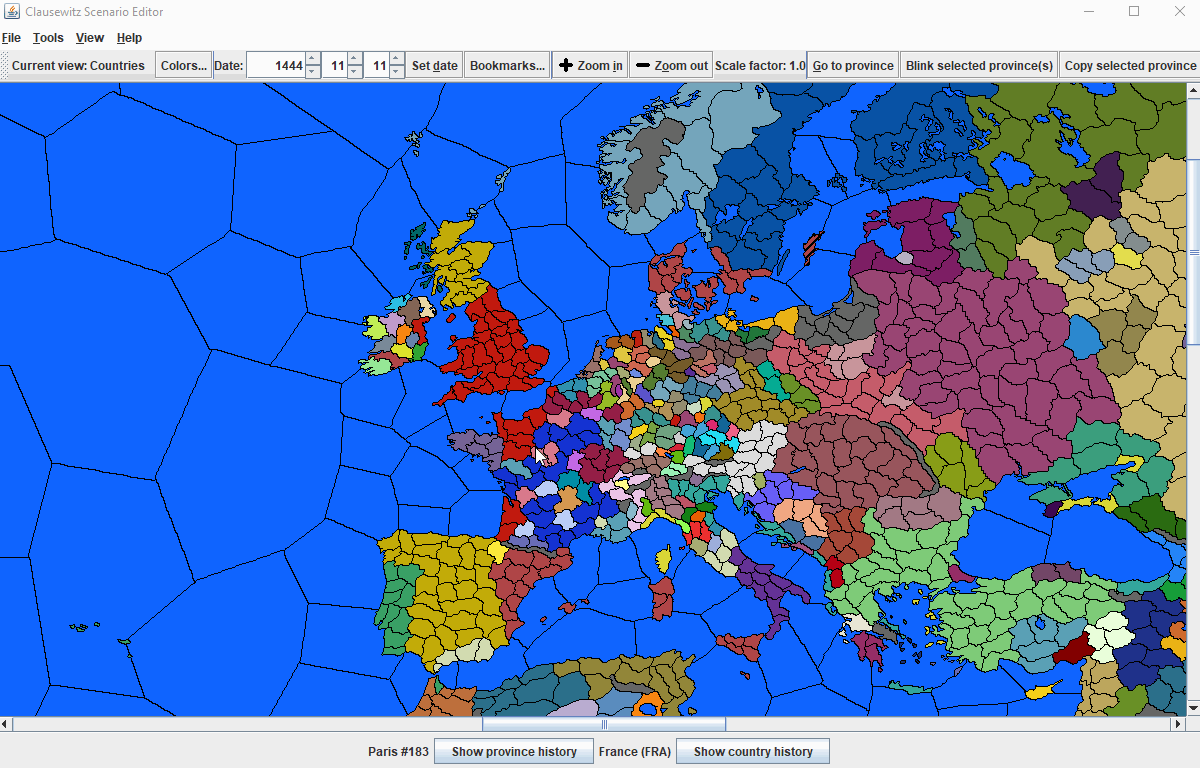 Clausewitz Scenario Editor
File Tools View Help
Current view: Countries Colors... Date: 1444 11 11 Set date Bookmarks... Zoom in Zoom out Scale factor: 1.0 Go to province Blink selected province(s) Copy selected province
Paris #183 Show province history France (FRA) Show country history